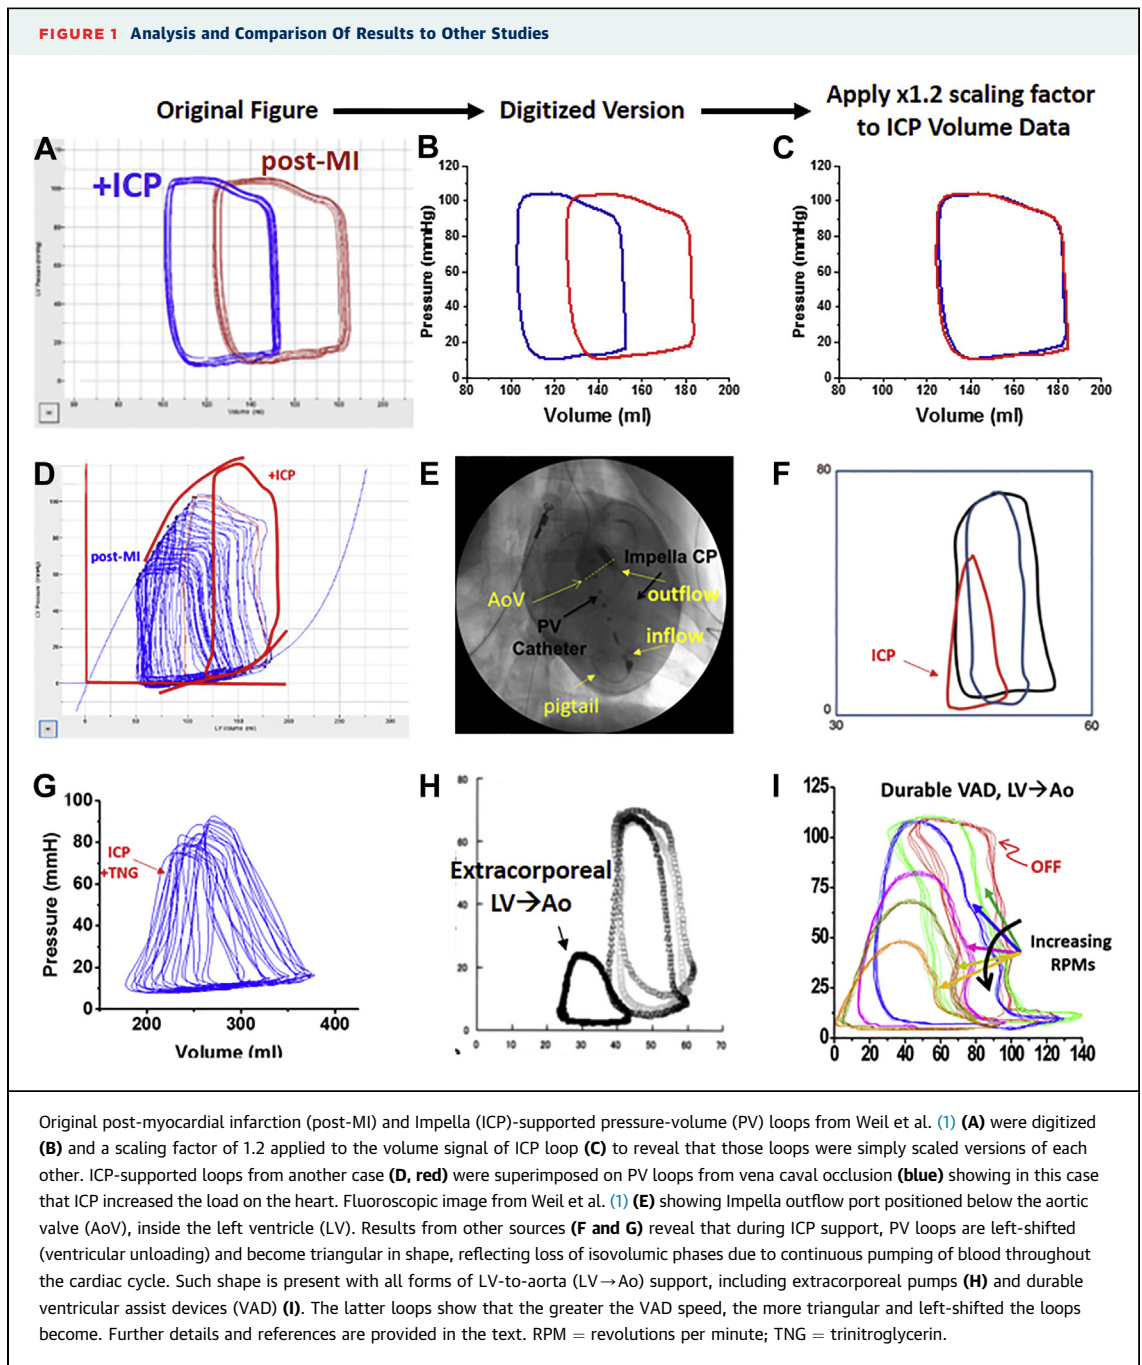 FIGURE 1 Analysis and Comparison Of Results to Other Studies
Original Figure
Digitized Version
Apply x1.2 scaling factor
to ICP Volume Data
A
+ICP
post-MI
Volume (ml)
B
120
100
80
60
40
20
0
Pressure (mmHg)
80 100 120 140 160 180 200
Volume (ml)
C
120
100
80
60
40
20
0
Pressure (mmHg)
80 100 120 140 160 180 200
Volume (ml)
D
+ICP
post-MI
LV Volume (ml)
E
Impella CP
AoV
outflow
PV
Catheter
inflow
pigtail
F
80
ICP
0
30 60
G
100
80
60
40
20
0
Pressure (mmH)
ICP
+TNG
200 300 400
Volume (ml)
H
80
60
40
20
0
Extracorporeal
LV→Ao
0 10 20 30 40 50 60 70
I
125
100
75
50
25
0
Durable VAD, LV→Ao
OFF
Increasing
RPMs
0 20 40 60 80 100 120 140
Original post-myocardial infarction (post-MI) and Impella (ICP)-supported pressure-volume (PV) loops from Weil et al. (1) (A) were digitized
(B) and a scaling factor of 1.2 applied to the volume signal of ICP loop (C) to reveal that those loops were simply scaled versions of each
other. ICP-supported loops from another case (D, red) were superimposed on PV loops from vena caval occlusion (blue) showing in this case
that ICP increased the load on the heart. Fluoroscopic image from Weil et al. (1) (E) showing Impella outflow port positioned below the aortic
valve (AoV), inside the left ventricle (LV). Results from other sources (F and G) reveal that during ICP support, PV loops are left-shifted
(ventricular unloading) and become triangular in shape, reflecting loss of isovolumic phases due to continuous pumping of blood throughout
the cardiac cycle. Such shape is present with all forms of LV-to-aorta (LV→Ao) support, including extracorporeal pumps (H) and durable
ventricular assist devices (VAD) (I). The latter loops show that the greater the VAD speed, the more triangular and left-shifted the loops
become. Further details and references are provided in the text. RPM = revolutions per minute; TNG = trinitroglycerin.